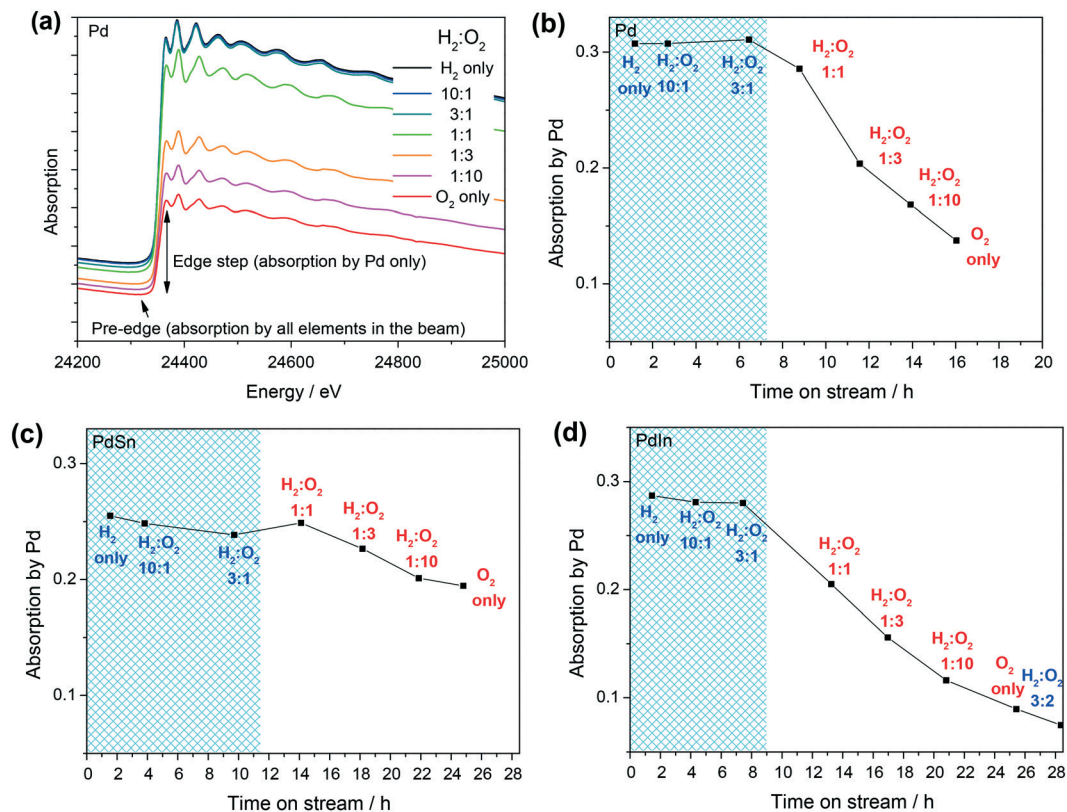 (a)
Pd
H₂:O₂
H₂ only
10:1
3:1
1:1
1:3
1:10
O₂ only
Absorption
Edge step (absorption by Pd only)
Pre-edge (absorption by all elements in the beam)
24200 24400 24600 24800 25000
Energy / eV
(b)
Pd
0.3
0.2
0.1
Absorption by Pd
H₂
only
H₂:O₂
10:1
H₂:O₂
3:1
H₂:O₂
1:1
H₂:O₂
1:3
H₂:O₂
1:10
O₂
only
0 2 4 6 8 10 12 14 16 18 20
Time on stream / h
(c)
PdSn
0.3
0.2
0.1
Absorption by Pd
H₂
only
H₂:O₂
10:1
H₂:O₂
3:1
H₂:O₂
1:1
H₂:O₂
1:3
H₂:O₂
1:10
O₂
only
0 2 4 6 8 10 12 14 16 18 20 22 24 26 28
Time on stream / h
(d)
PdIn
0.3
0.2
0.1
Absorption by Pd
H₂
only
H₂:O₂
10:1
H₂:O₂
3:1
H₂:O₂
1:1
H₂:O₂
1:3
H₂:O₂
1:10
O₂
only
H₂:O₂
3:2
0 2 4 6 8 10 12 14 16 18 20 22 24 26 28
Time on stream / h